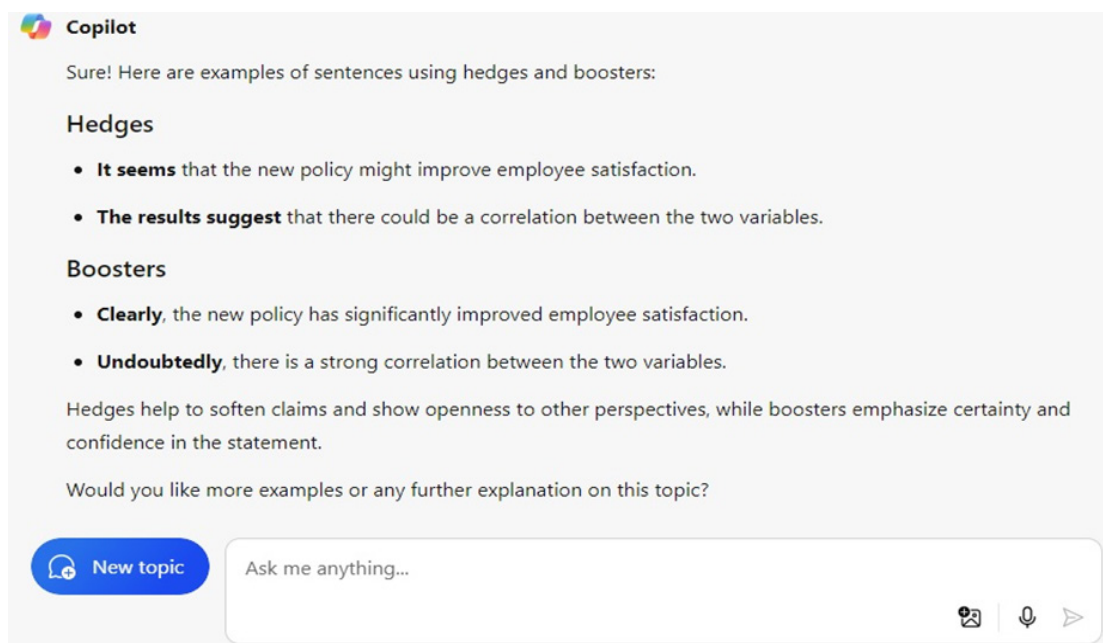 Copilot
Sure! Here are examples of sentences using hedges and boosters:
Hedges
• It seems that the new policy might improve employee satisfaction.
• The results suggest that there could be a correlation between the two variables.
Boosters
• Clearly, the new policy has significantly improved employee satisfaction.
• Undoubtedly, there is a strong correlation between the two variables.
Hedges help to soften claims and show openness to other perspectives, while boosters emphasize certainty and
confidence in the statement.
Would you like more examples or any further explanation on this topic?
New topic
Ask me anything...